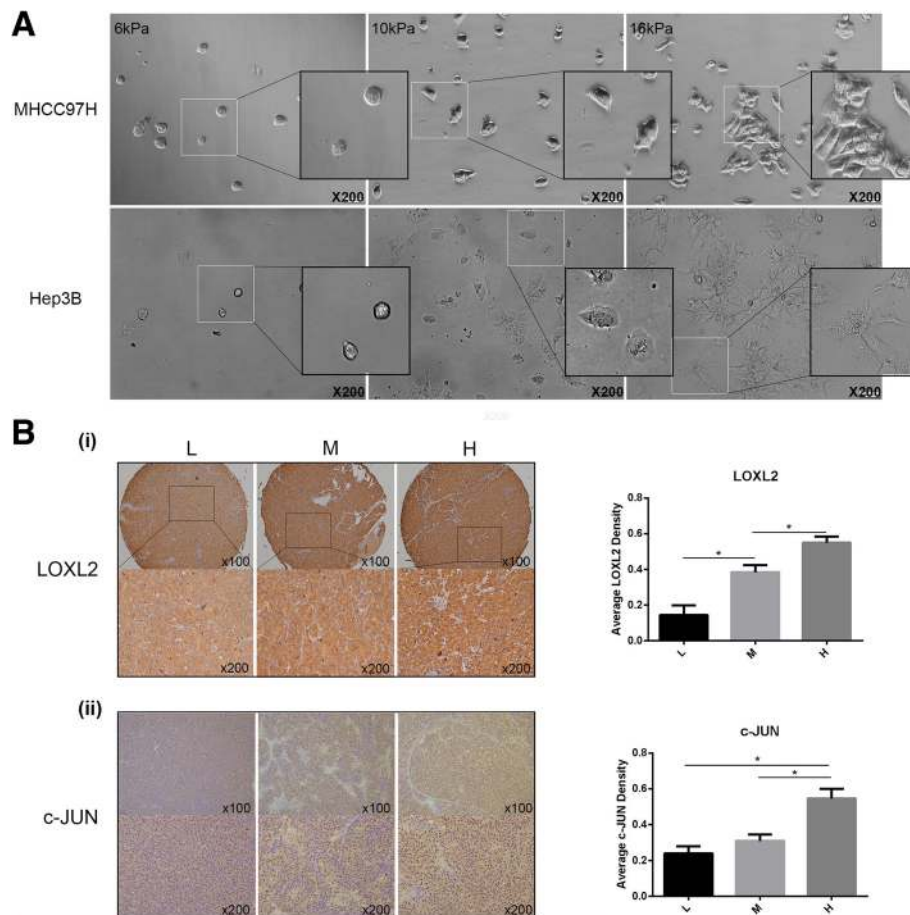 A
6kPa 10kPa 16kPa
MHCC97H
X200 X200 X200
Hep3B
X200 X200 X200
B
(i)
L M H
LOXL2
x100 x100 x100
x200 x200 x200
LOXL2
Average LOXL2 Density
0.8
0.6
0.4
0.2
0.0
* *
L M H
(ii)
c-JUN
x100 x100 x100
x200 x200 x200
c-JUN
Average c-JUN Density
0.8
0.6
0.4
0.2
0.0
*
*
L M H